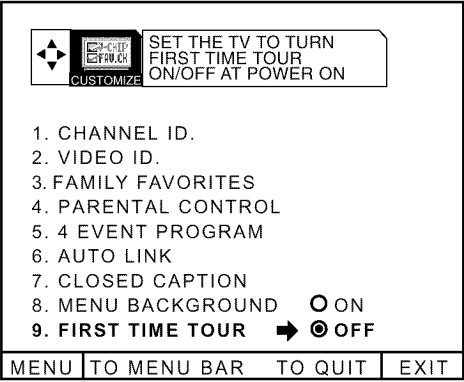 V-CHIP
FAV.CH
CUSTOMIZE
SET THE TV TO TURN
FIRST TIME TOUR
ON/OFF AT POWER ON
1. CHANNEL ID.
2. VIDEO ID.
3. FAMILY FAVORITES
4. PARENTAL CONTROL
5. 4 EVENT PROGRAM
6. AUTO LINK
7. CLOSED CAPTION
8. MENU BACKGROUND ON
9. FIRST TIME TOUR OFF
MENU TO MENU BAR TO QUIT EXIT